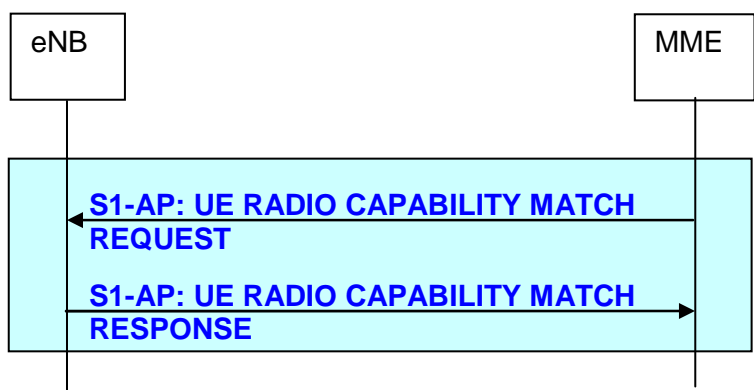 eNB
MME
S1-AP: UE RADIO CAPABILITY MATCH
REQUEST
S1-AP: UE RADIO CAPABILITY MATCH
RESPONSE